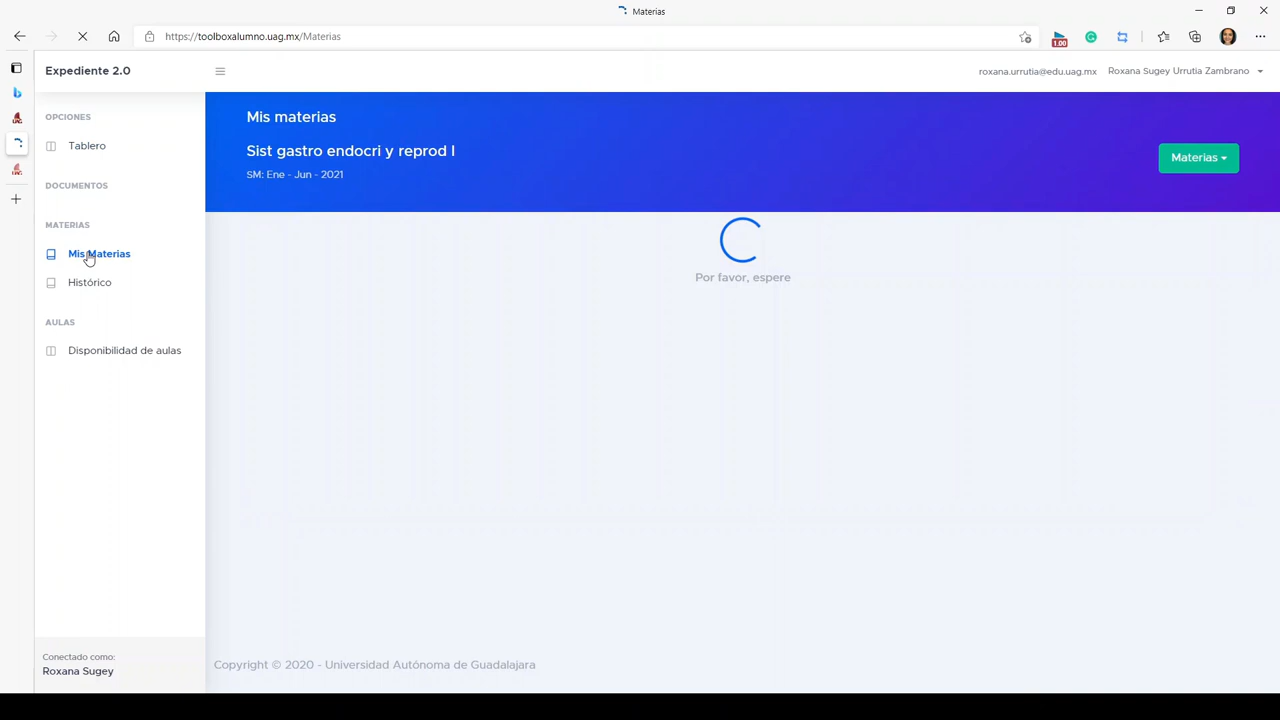 Materias
https://toolboxalumno.uag.mx/Materias
1.00
Expediente 2.0
roxana.urrutia@edu.uag.mx
Roxana Sugey Urrutia Zambrano
OPCIONES
Tablero
DOCUMENTOS
MATERIAS
Mis Materias
Histórico
AULAS
Disponibilidad de aulas
Mis materias
Sist gastro endocri y reprod I
SM: Ene - Jun - 2021
Materias
Por favor, espere
Conectado como:
Roxana Sugey
Copyright © 2020 - Universidad Autónoma de Guadalajara